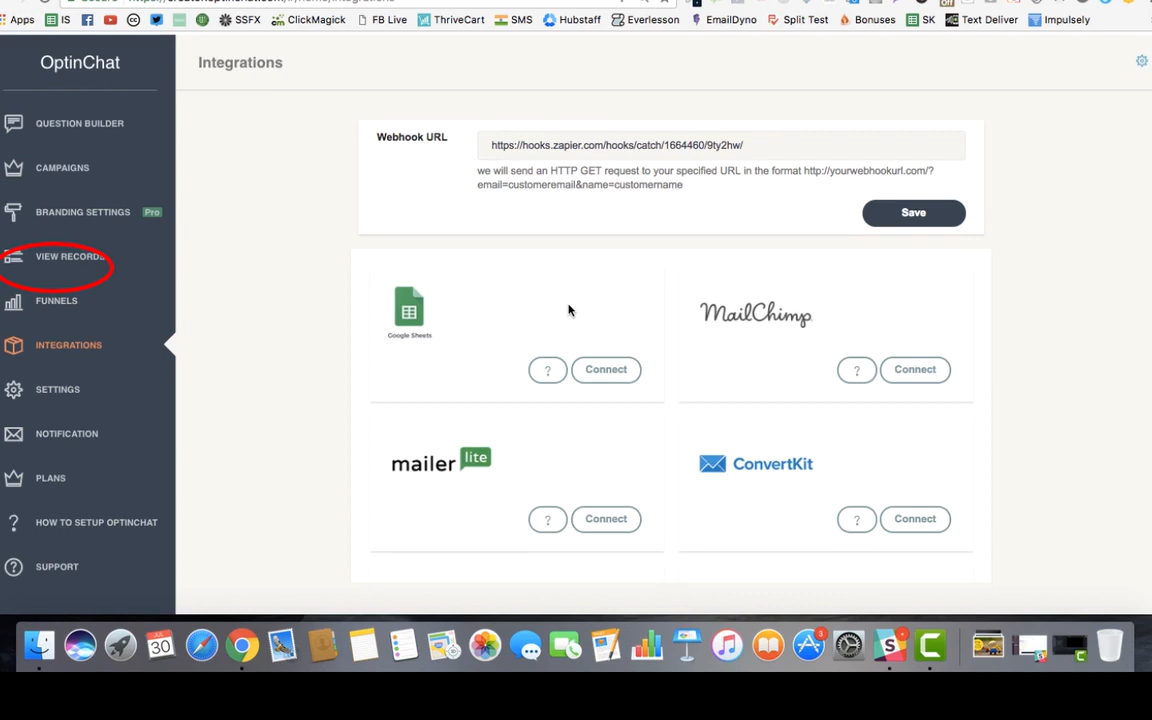 Apps IS FB Live ThriveCart SMS Hubstaff Everlesson EmailDyno Split Test Bonuses SK Text Deliver Impulsely
SSFX ClickMagick
OptinChat
Integrations
QUESTION BUILDER
CAMPAIGNS
BRANDING SETTINGS Pro
VIEW RECORDS
FUNNELS
INTEGRATIONS
SETTINGS
NOTIFICATION
PLANS
HOW TO SETUP OPTINCHAT
SUPPORT
Webhook URL
https://hooks.zapier.com/hooks/catch/1664460/9ty2hw/
we will send an HTTP GET request to your specified URL in the format http://yourwebhookurl.com/?
email=customeremail&name=customername
Save
Google Sheets
? Connect
MailChimp
? Connect
mailer lite
? Connect
ConvertKit
? Connect
JUL
30
3